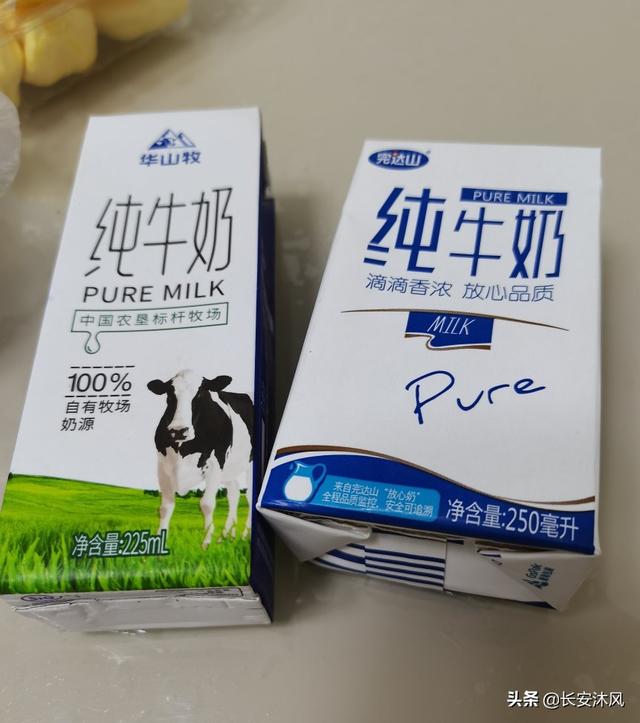 华山牧
纯牛奶
PURE MILK
中国农垦标杆牧场
100%
自有牧场
奶源
净含量:225mL
完达山
PURE MILK
纯牛奶
滴滴香浓 放心品质
MILK
Pure
来自完达山“放心奶”
全程品质监控，安全可追溯
净含量:250毫升
头条 @长安沐风